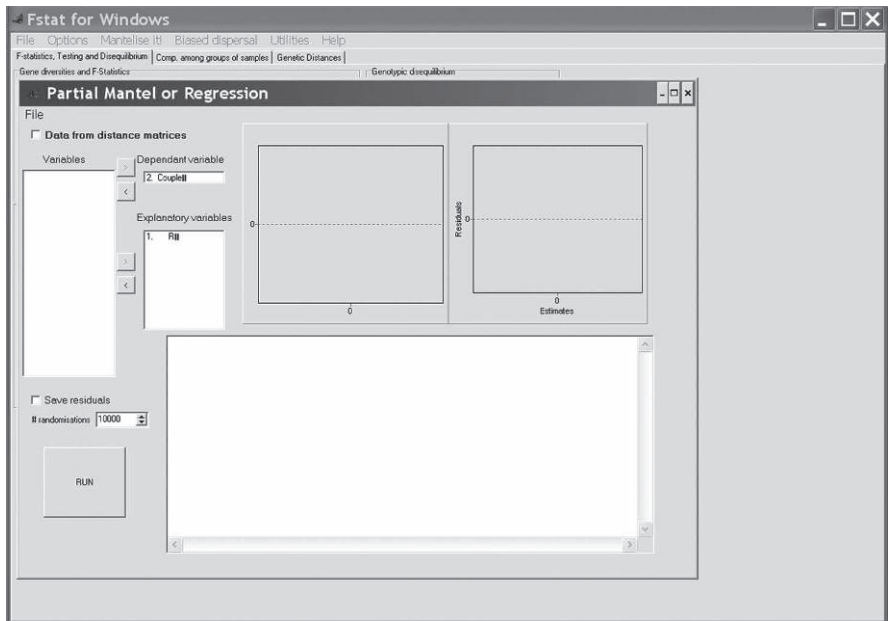 Fstat for Windows
File Options Mantelise it! Biased dispersal Utilities Help
F-statistics, Testing and Disequilibrium Comp. among groups of samples Genetic Distances
Gene diversities and F-Statistics Genotypic disequilibrium
Partial Mantel or Regression
File
Data from distance matrices
Variables
>
<
Dependant variable
2. CoupleII
Explanatory variables
1. RII
>
<
0
0
Residuals
0
0
Estimates
Save residuals
# randomisations 10000
RUN